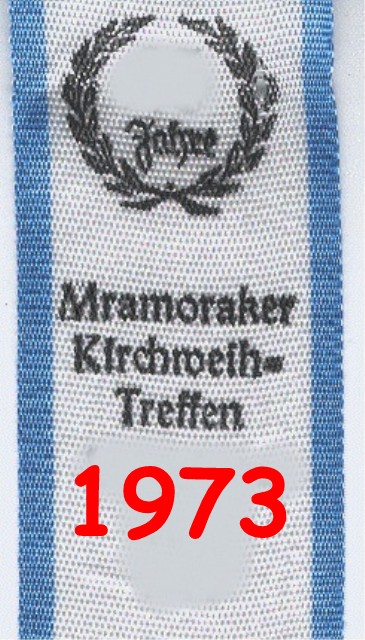 Jahre
Mramoraker
Kirchweih-
Treffen
1973